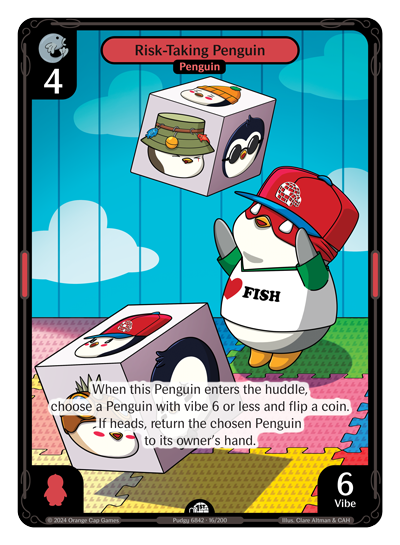 4
Risk-Taking Penguin
Penguin
FISH
When this Penguin enters the huddle,
choose a Penguin with vibe 6 or less and flip a coin.
If heads, return the chosen Penguin
to its owner's hand.
6
Vibe
© 2024 Orange Cap Games
Pudgy 6842 · 16/200
Illus. Clare Altman & CAH